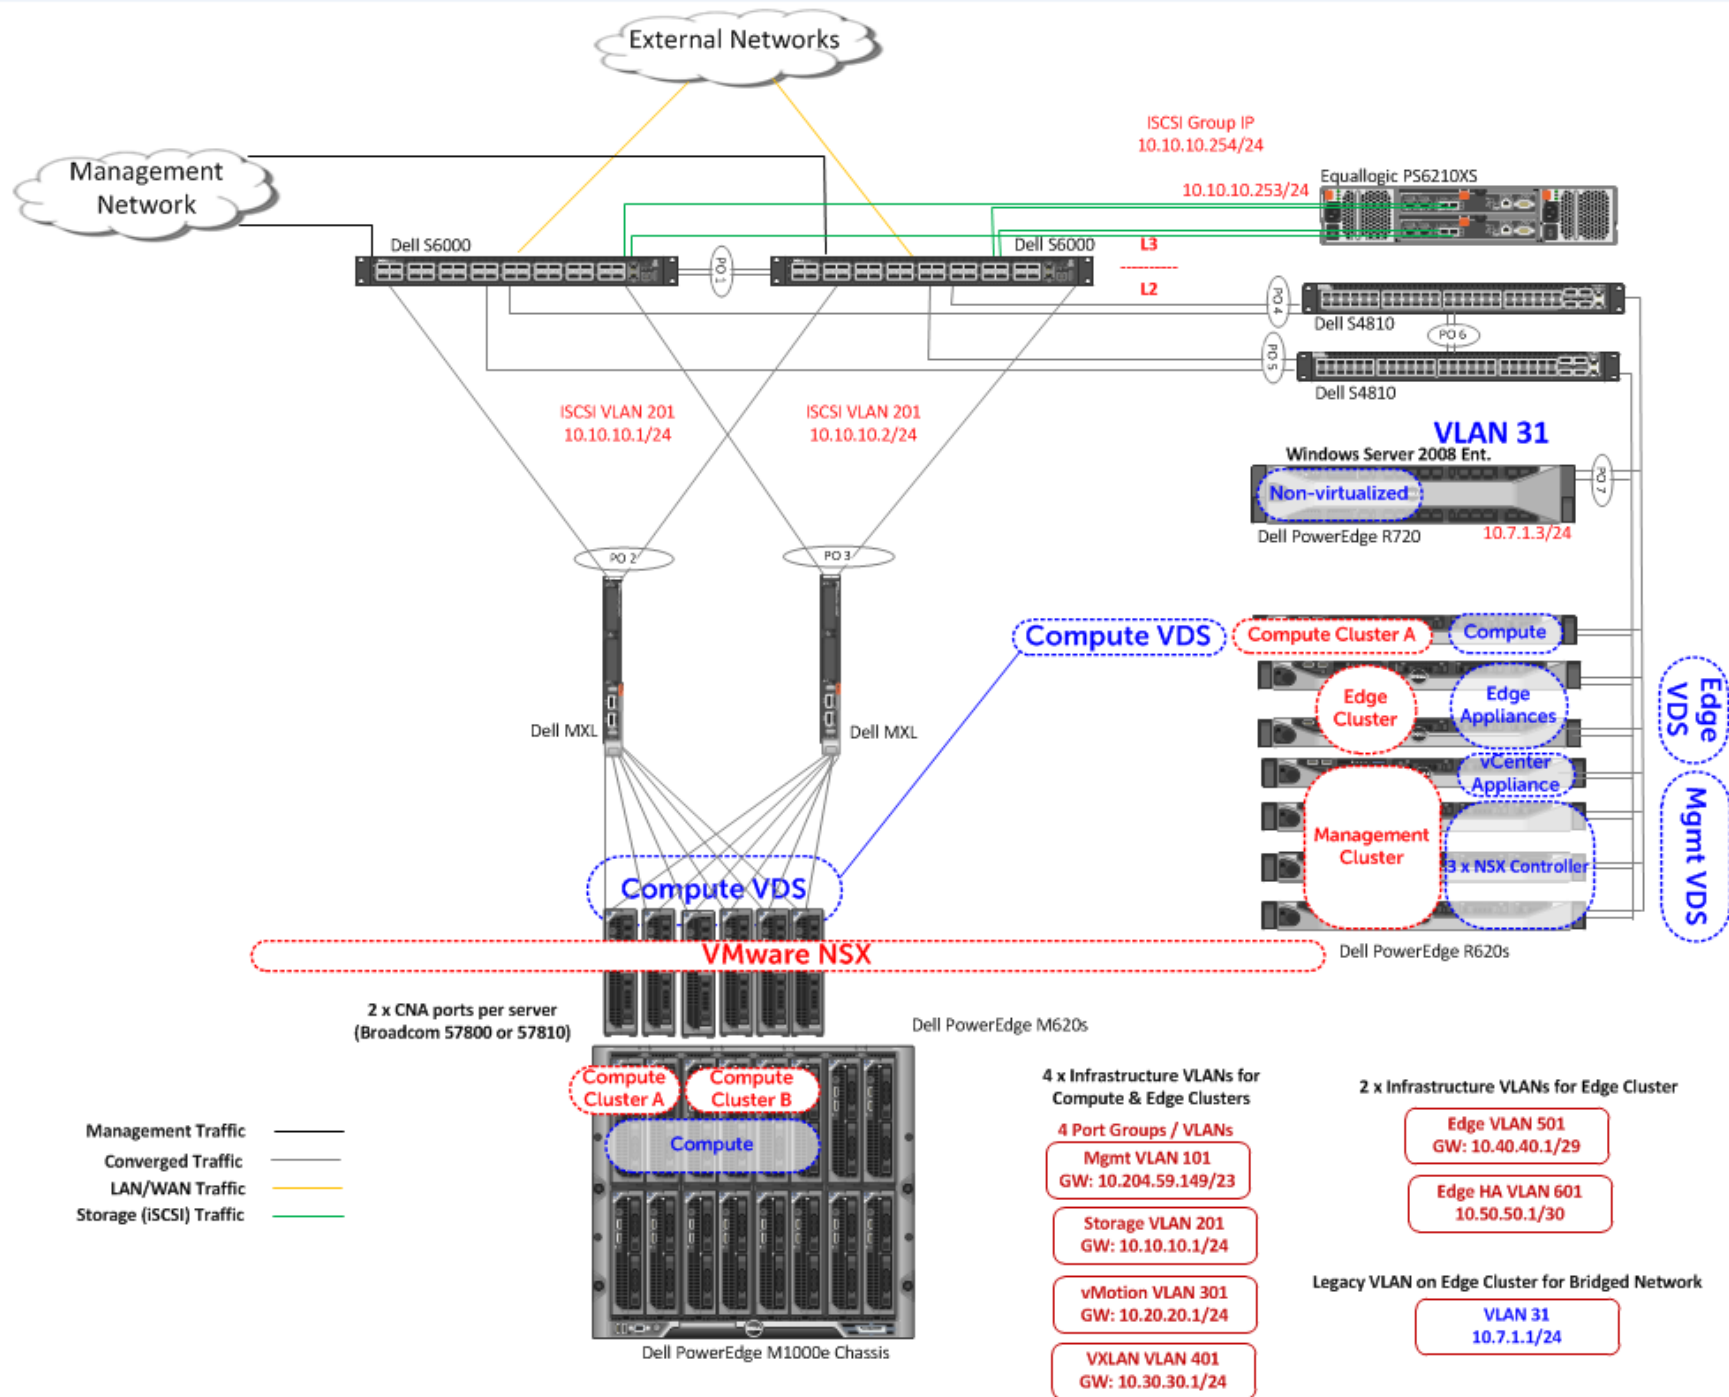 External Networks
Management
Network
ISCSI Group IP
10.10.10.254/24
10.10.10.253/24
Equallogic PS6210XS
Dell S6000
PO 1
Dell S6000
L3
L2
PO 4
Dell S4810
PO 6
PO 5
Dell S4810
ISCSI VLAN 201
10.10.10.1/24
ISCSI VLAN 201
10.10.10.2/24
VLAN 31
Windows Server 2008 Ent.
Non-virtualized
PO 7
Dell PowerEdge R720
10.7.1.3/24
PO 2
PO 3
Dell MXL
Dell MXL
Compute VDS
Compute Cluster A
Compute
Edge
Cluster
Edge
Appliances
Edge
VDS
vCenter
Appliance
Management
Cluster
3 x NSX Controller
Mgmt VDS
Dell PowerEdge R620s
Compute VDS
VMware NSX
2 x CNA ports per server
(Broadcom 57800 or 57810)
Dell PowerEdge M620s
Compute
Cluster A
Compute
Cluster B
Compute
Dell PowerEdge M1000e Chassis
Management Traffic
Converged Traffic
LAN/WAN Traffic
Storage (iSCSI) Traffic
4 x Infrastructure VLANs for
Compute & Edge Clusters
4 Port Groups / VLANs
Mgmt VLAN 101
GW: 10.204.59.149/23
Storage VLAN 201
GW: 10.10.10.1/24
vMotion VLAN 301
GW: 10.20.20.1/24
VXLAN VLAN 401
GW: 10.30.30.1/24
2 x Infrastructure VLANs for Edge Cluster
Edge VLAN 501
GW: 10.40.40.1/29
Edge HA VLAN 601
10.50.50.1/30
Legacy VLAN on Edge Cluster for Bridged Network
VLAN 31
10.7.1.1/24